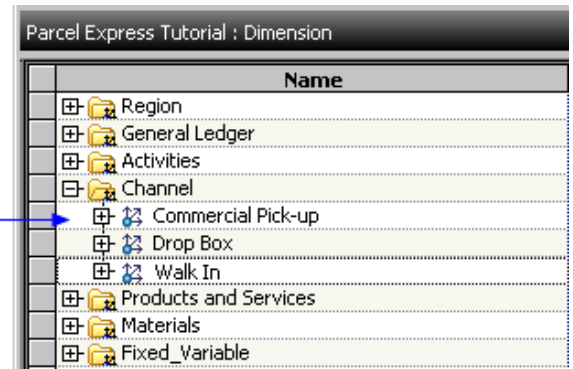 Parcel Express Tutorial : Dimension
Name
Region
General Ledger
Activities
Channel
Commercial Pick-up
Drop Box
Walk In
Products and Services
Materials
Fixed_Variable